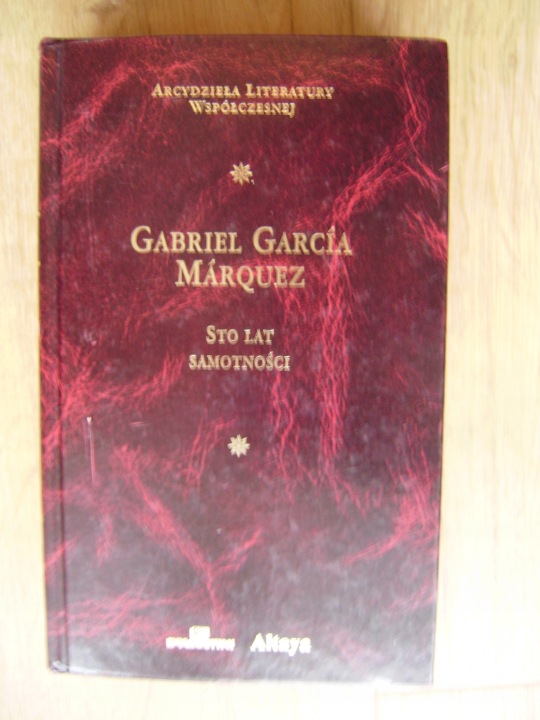 Arcydzieła Literatury
Współczesnej
Gabriel García
Márquez
Sto lat
samotności
Altaya